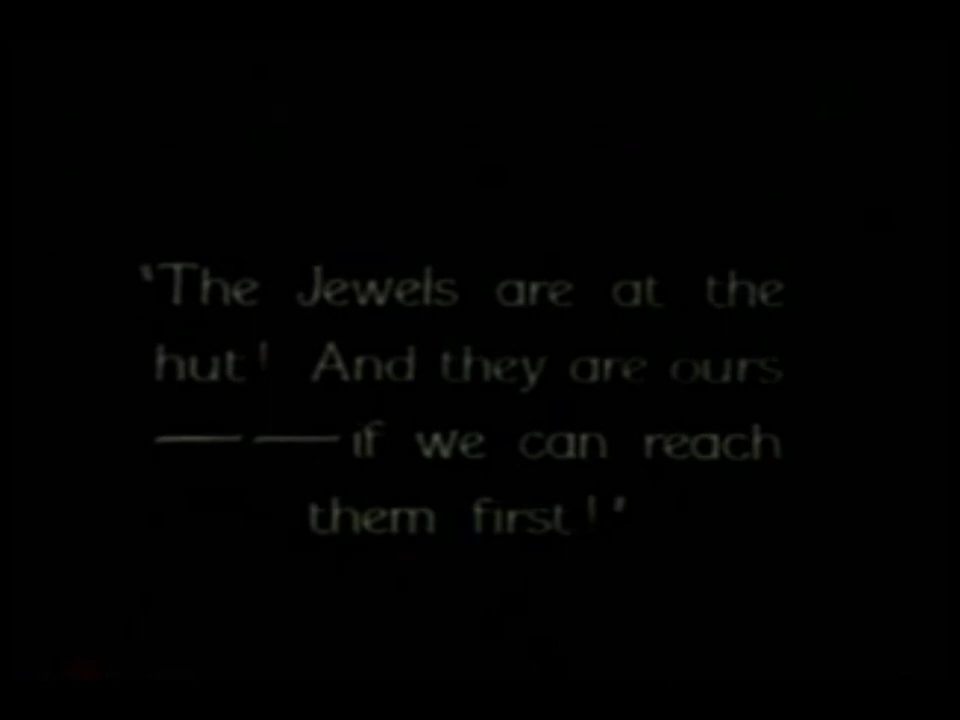 "The Jewels are at the
hut! And they are ours
— — if we can reach
them first!"